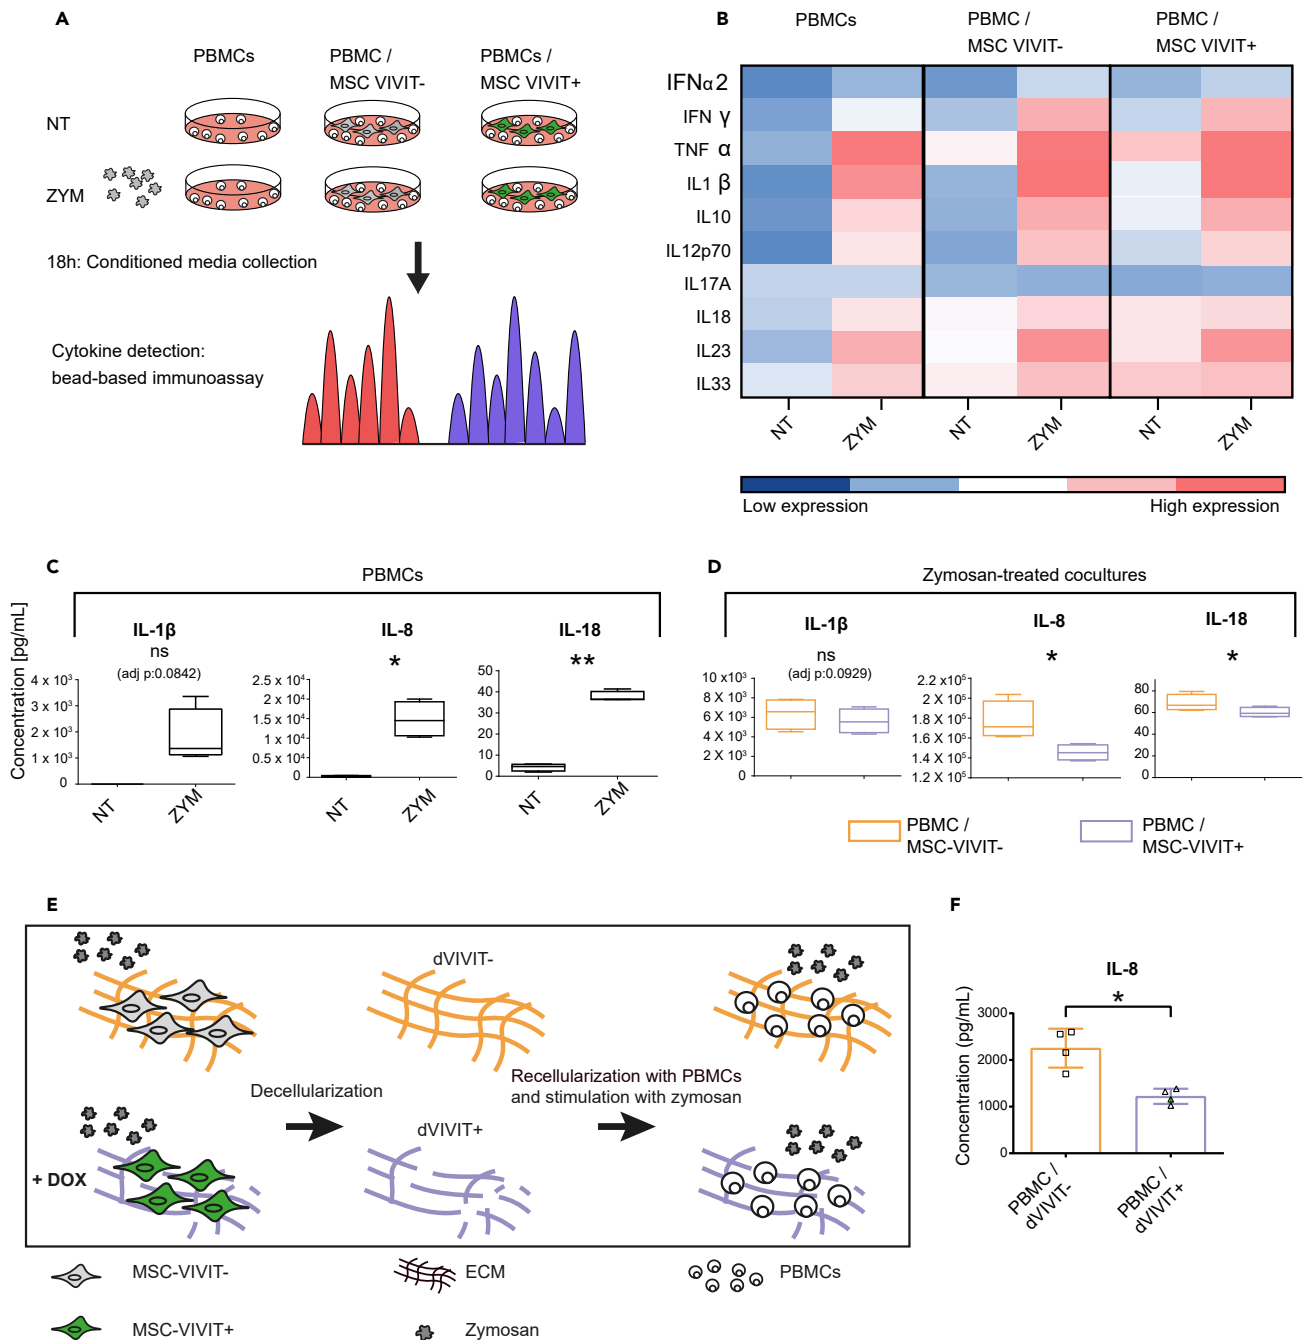 A
PBMCs
PBMC /
MSC VIVIT-
PBMCs /
MSC VIVIT+
NT
ZYM
18h: Conditioned media collection
Cytokine detection:
bead-based immunoassay
B
PBMCs
PBMC /
MSC VIVIT-
PBMC /
MSC VIVIT+
IFNα2
IFN γ
TNF α
IL1 β
IL10
IL12p70
IL17A
IL18
IL23
IL33
NT
ZYM
NT
ZYM
NT
ZYM
Low expression
High expression
C
PBMCs
Concentration [pg/mL]
IL-1β
ns
(adj p:0.0842)
4 x 10³
3 x 10³
2 x 10³
1 x 10³
0
NT
ZYM
IL-8
*
2.5 x 10⁴
2 x 10⁴
1.5 x 10⁴
1 x 10⁴
0.5 x 10⁴
0
NT
ZYM
IL-18
**
50
40
30
20
10
0
NT
ZYM
D
Zymosan-treated cocultures
IL-1β
ns
(adj p:0.0929)
10 x10³
8 X 10³
6 X 10³
4 X 10³
2 X 10³
0
IL-8
*
2.2 x10⁵
2 X 10⁵
1.8 X 10⁵
1.6 X 10⁵
1.4 X 10⁵
1.2 X 10⁵
IL-18
*
80
60
40
20
0
PBMC /
MSC-VIVIT-
PBMC /
MSC-VIVIT+
E
dVIVIT-
Decellularization
Recellularization with PBMCs
and stimulation with zymosan
dVIVIT+
+ DOX
MSC-VIVIT-
ECM
PBMCs
MSC-VIVIT+
Zymosan
F
IL-8
*
Concentration (pg/mL)
3000
2000
1000
0
PBMC /
dVIVIT-
PBMC /
dVIVIT+